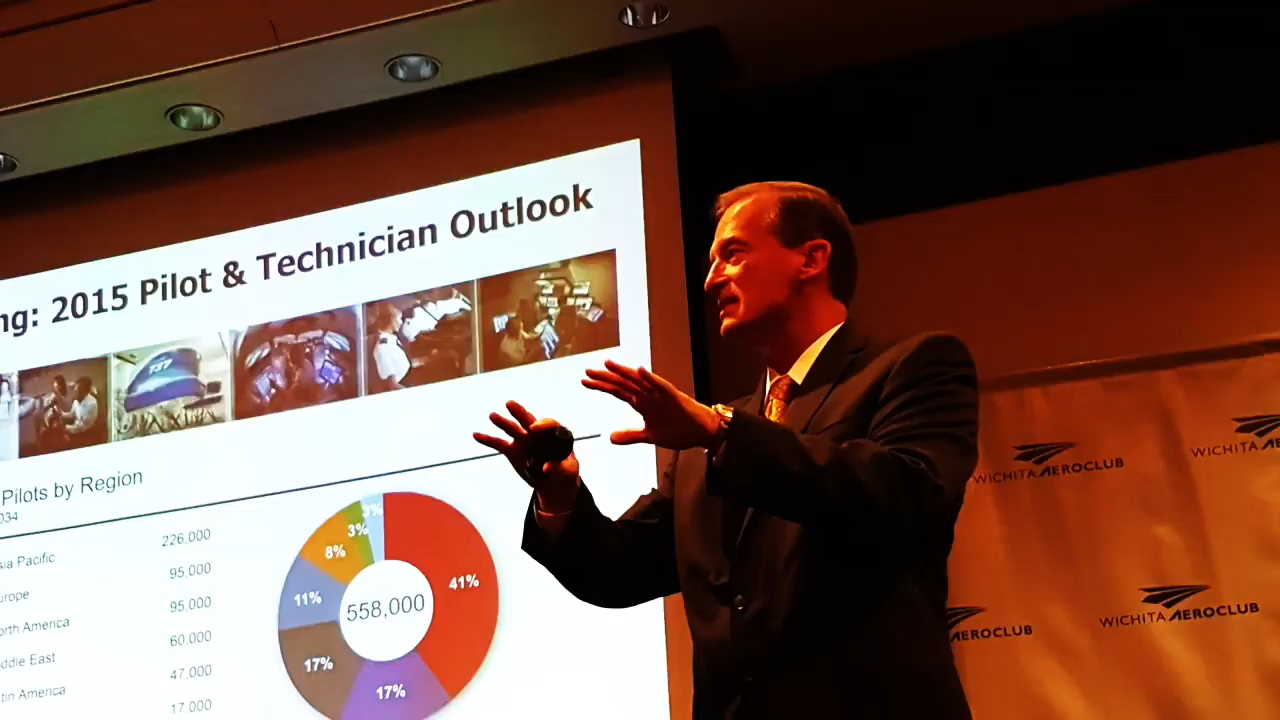 ng: 2015 Pilot & Technician Outlook
737
Pilots by Region
034
sia Pacific 226,000
urope 95,000
orth America 95,000
ddle East 60,000
tin America 47,000
17,000
3%
3%
8%
11%
17%
17%
41%
558,000
WICHITA AEROCLUB
WICHITA AE
AEROCLUB
WICHITA AEROCLUB